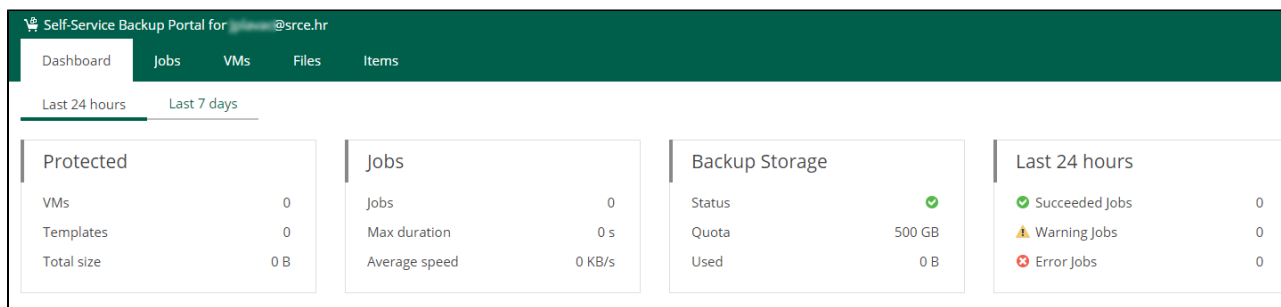 Self-Service Backup Portal for @srce.hr
Dashboard Jobs VMs Files Items
Last 24 hours Last 7 days
Protected
VMs 0
Templates 0
Total size 0 B
Jobs
Jobs 0
Max duration 0 s
Average speed 0 KB/s
Backup Storage
Status
Quota 500 GB
Used 0 B
Last 24 hours
Succeeded Jobs 0
Warning Jobs 0
Error Jobs 0